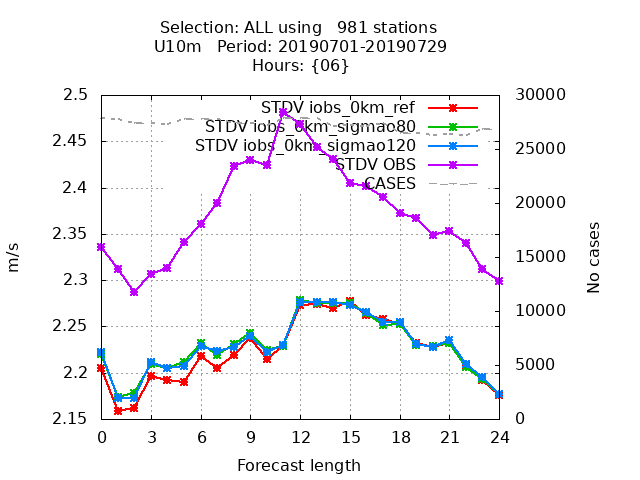 Selection: ALL using   981 stations
U10m   Period: 20190701-20190729
Hours: {06}
2.5
2.45
2.4
2.35
2.3
2.25
2.2
2.15
30000
25000
20000
15000
10000
5000
0
STDV iobs_0km_ref
STDV iobs_0km_sigmao80
STDV iobs_0km_sigmao120
STDV OBS
CASES
m/s
No cases
0 3 6 9 12 15 18 21 24
Forecast length